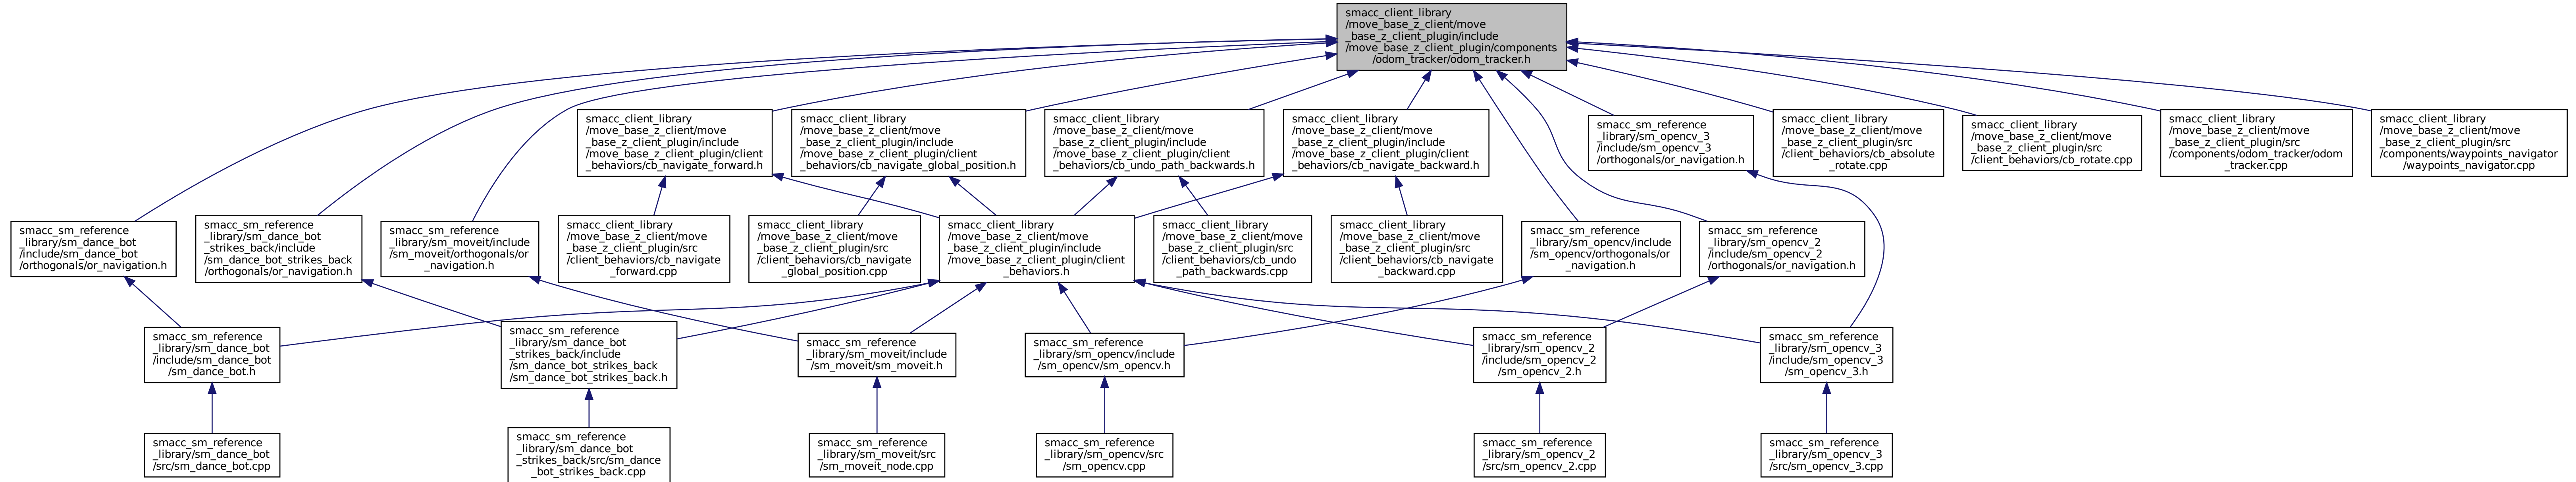 smacc_client_library
/move_base_z_client/move
_base_z_client_plugin/include
/move_base_z_client_plugin/components
/odom_tracker/odom_tracker.h
smacc_client_library
/move_base_z_client/move
_base_z_client_plugin/include
/move_base_z_client_plugin/client
_behaviors/cb_navigate_forward.h
smacc_client_library
/move_base_z_client/move
_base_z_client_plugin/include
/move_base_z_client_plugin/client
_behaviors/cb_navigate_global_position.h
smacc_client_library
/move_base_z_client/move
_base_z_client_plugin/include
/move_base_z_client_plugin/client
_behaviors/cb_undo_path_backwards.h
smacc_client_library
/move_base_z_client/move
_base_z_client_plugin/include
/move_base_z_client_plugin/client
_behaviors/cb_navigate_backward.h
smacc_sm_reference
_library/sm_opencv_3
/include/sm_opencv_3
/orthogonals/or_navigation.h
smacc_client_library
/move_base_z_client/move
_base_z_client_plugin/src
/client_behaviors/cb_absolute
_rotate.cpp
smacc_client_library
/move_base_z_client/move
_base_z_client_plugin/src
/client_behaviors/cb_rotate.cpp
smacc_client_library
/move_base_z_client/move
_base_z_client_plugin/src
/components/odom_tracker/odom
_tracker.cpp
smacc_client_library
/move_base_z_client/move
_base_z_client_plugin/src
/components/waypoints_navigator
/waypoints_navigator.cpp
smacc_sm_reference
_library/sm_dance_bot
/include/sm_dance_bot
/orthogonals/or_navigation.h
smacc_sm_reference
_library/sm_dance_bot
_strikes_back/include
/sm_dance_bot_strikes_back
/orthogonals/or_navigation.h
smacc_sm_reference
_library/sm_moveit/include
/sm_moveit/orthogonals/or
_navigation.h
smacc_client_library
/move_base_z_client/move
_base_z_client_plugin/src
/client_behaviors/cb_navigate
_forward.cpp
smacc_client_library
/move_base_z_client/move
_base_z_client_plugin/src
/client_behaviors/cb_navigate
_global_position.cpp
smacc_client_library
/move_base_z_client/move
_base_z_client_plugin/include
/move_base_z_client_plugin/client
_behaviors.h
smacc_client_library
/move_base_z_client/move
_base_z_client_plugin/src
/client_behaviors/cb_undo
_path_backwards.cpp
smacc_client_library
/move_base_z_client/move
_base_z_client_plugin/src
/client_behaviors/cb_navigate
_backward.cpp
smacc_sm_reference
_library/sm_opencv/include
/sm_opencv/orthogonals/or
_navigation.h
smacc_sm_reference
_library/sm_opencv_2
/include/sm_opencv_2
/orthogonals/or_navigation.h
smacc_sm_reference
_library/sm_dance_bot
/include/sm_dance_bot
/sm_dance_bot.h
smacc_sm_reference
_library/sm_dance_bot
_strikes_back/include
/sm_dance_bot_strikes_back
/sm_dance_bot_strikes_back.h
smacc_sm_reference
_library/sm_moveit/include
/sm_moveit/sm_moveit.h
smacc_sm_reference
_library/sm_opencv/include
/sm_opencv/sm_opencv.h
smacc_sm_reference
_library/sm_opencv_2
/include/sm_opencv_2
/sm_opencv_2.h
smacc_sm_reference
_library/sm_opencv_3
/include/sm_opencv_3
/sm_opencv_3.h
smacc_sm_reference
_library/sm_dance_bot
/src/sm_dance_bot.cpp
smacc_sm_reference
_library/sm_dance_bot
_strikes_back/src/sm_dance
_bot_strikes_back.cpp
smacc_sm_reference
_library/sm_moveit/src
/sm_moveit_node.cpp
smacc_sm_reference
_library/sm_opencv/src
/sm_opencv.cpp
smacc_sm_reference
_library/sm_opencv_2
/src/sm_opencv_2.cpp
smacc_sm_reference
_library/sm_opencv_3
/src/sm_opencv_3.cpp